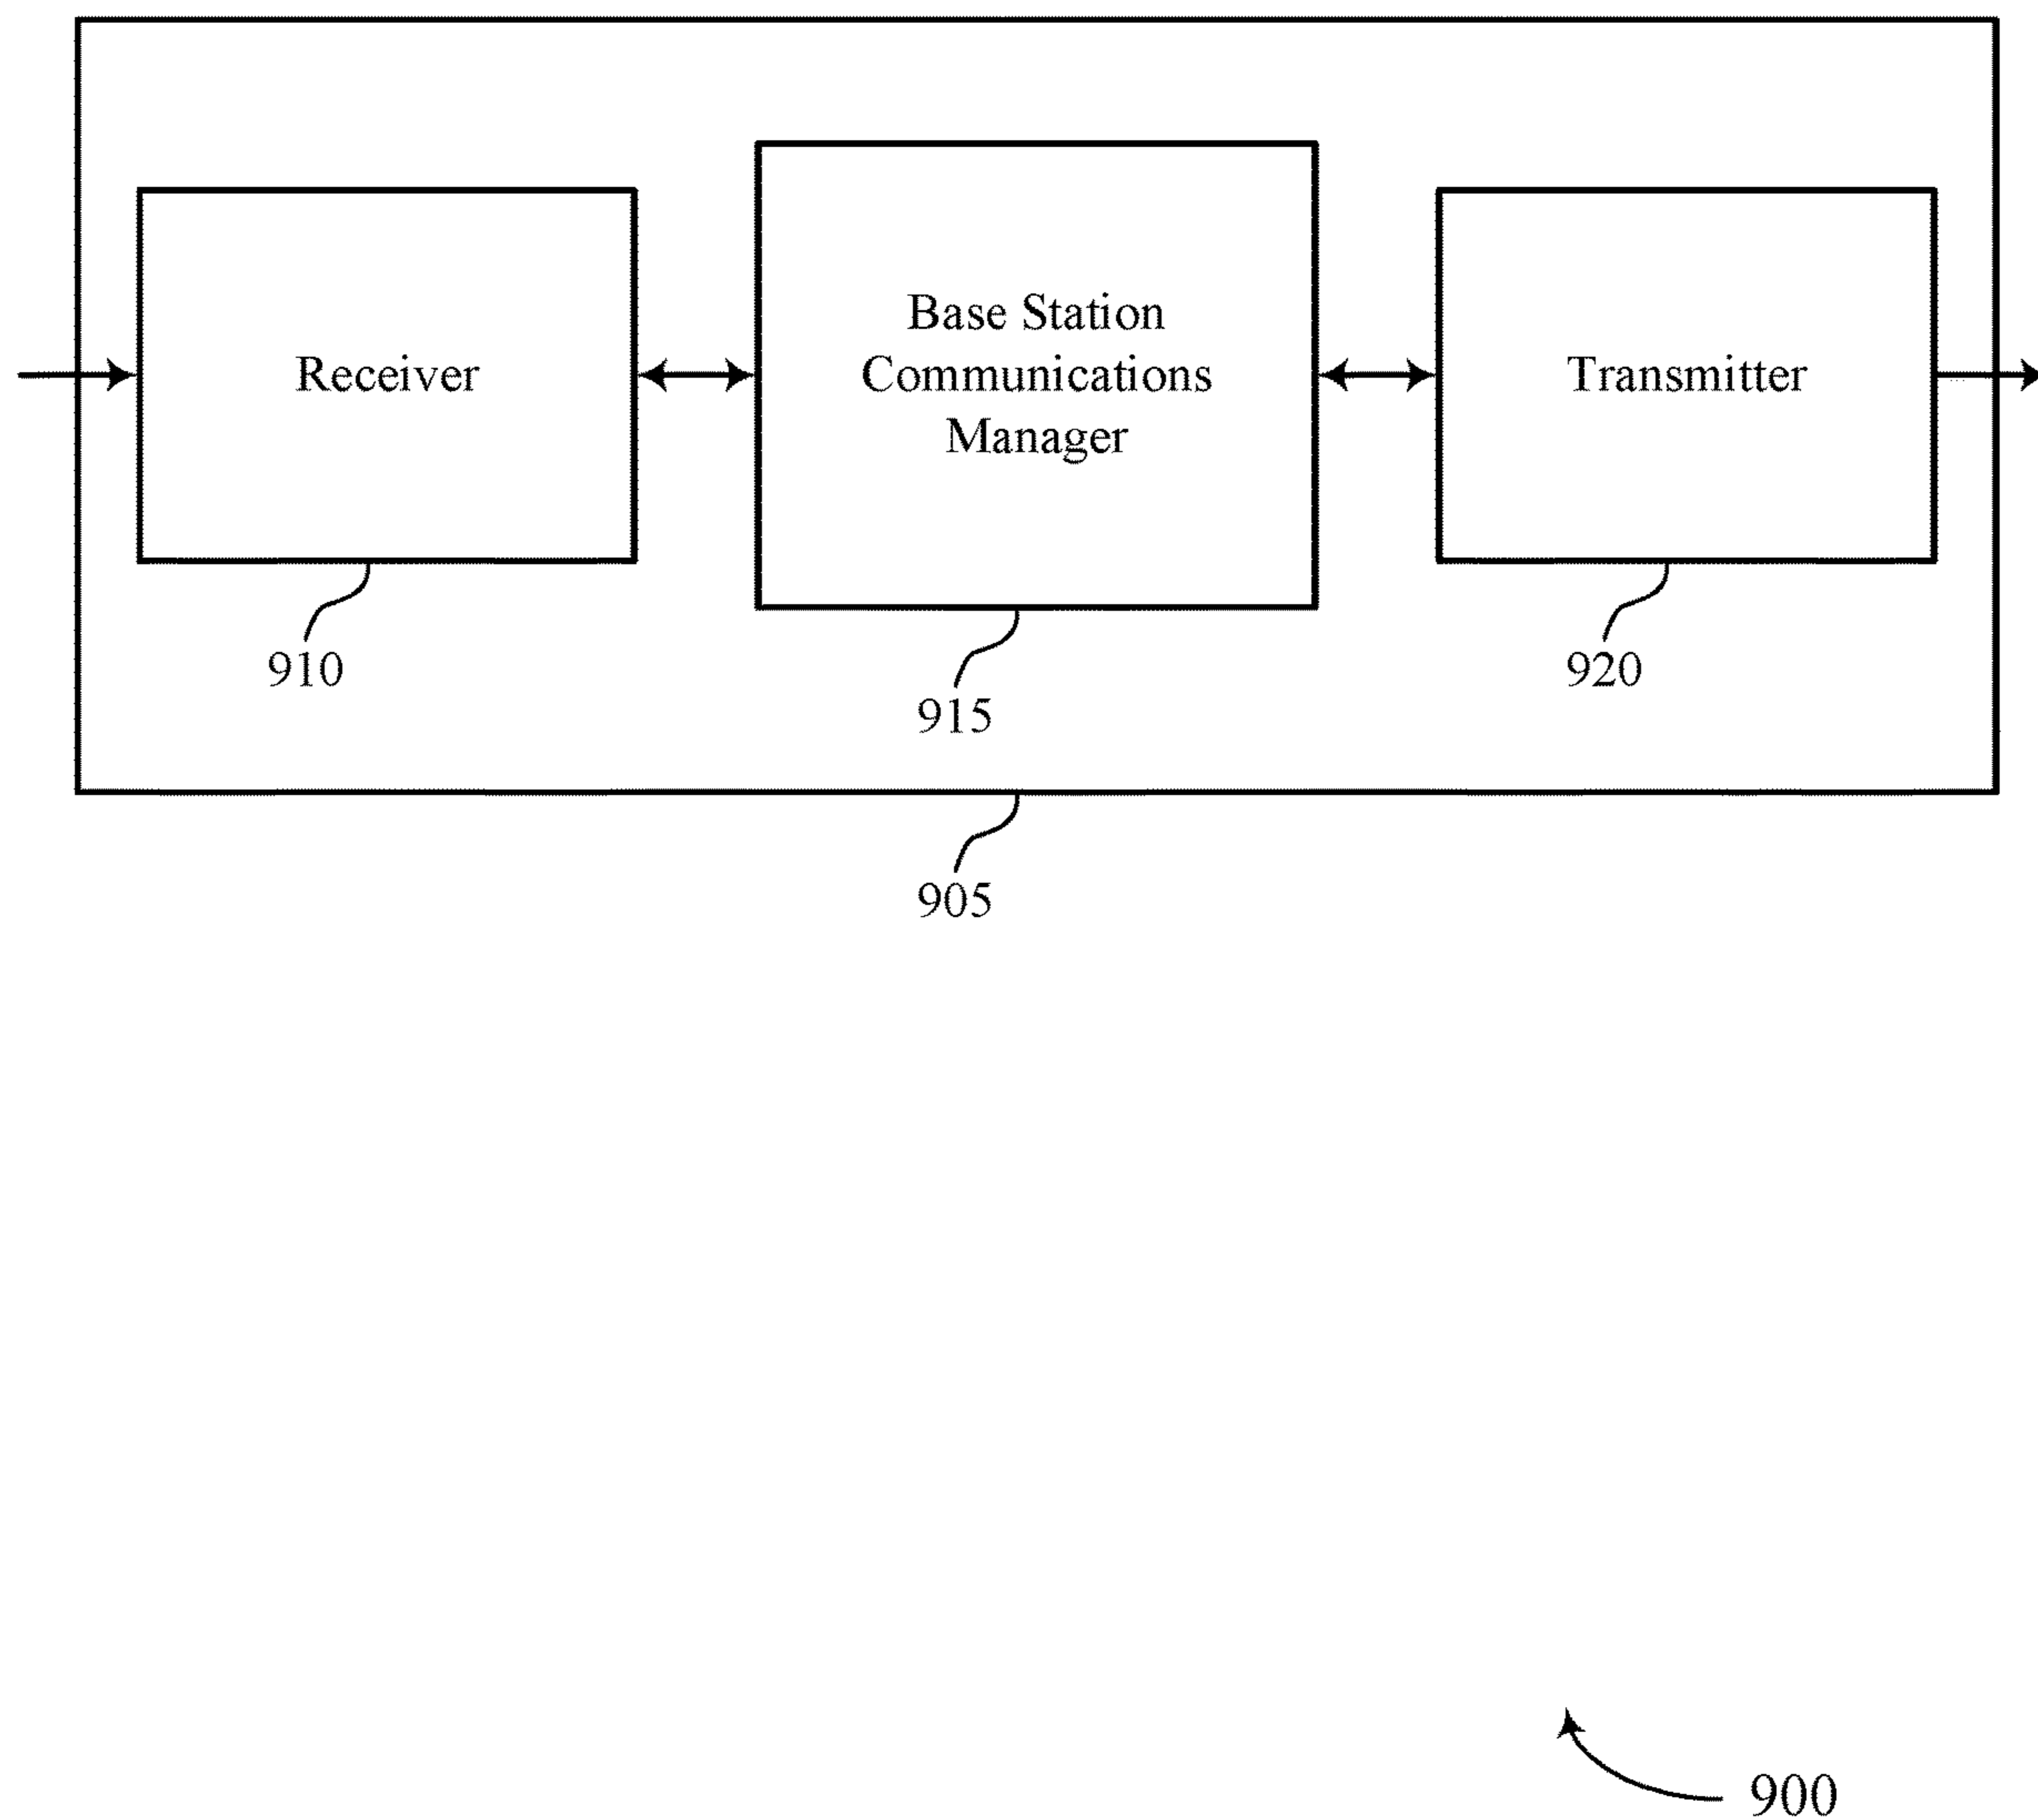 Receiver
Base Station
Communications
Manager
Transmitter
910
915
920
905
900